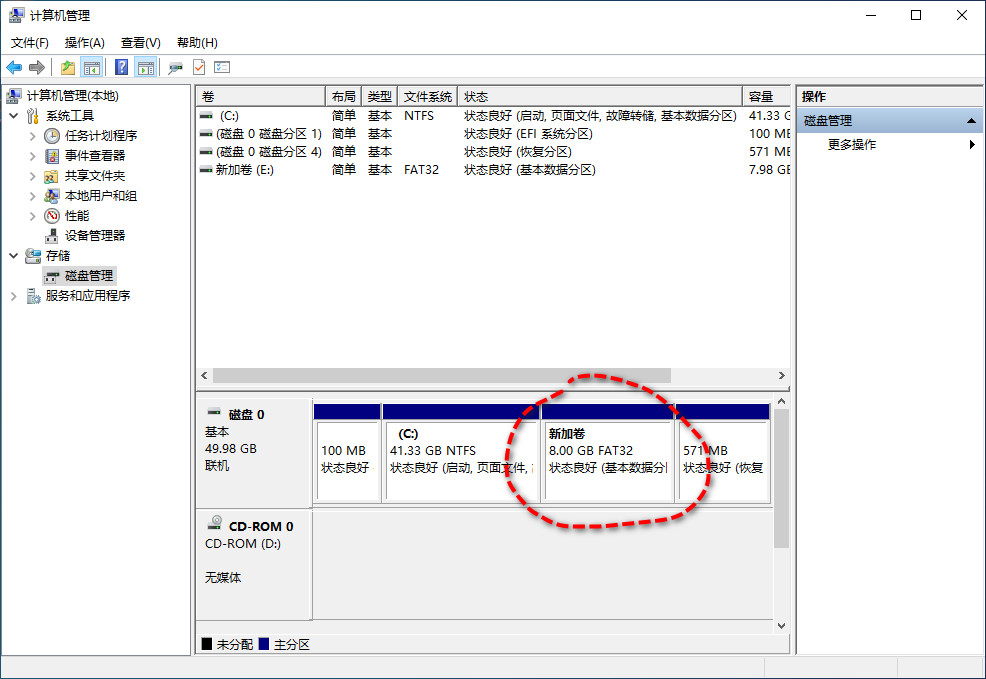 计算机管理
文件(F) 操作(A) 查看(V) 帮助(H)
计算机管理(本地)
系统工具
任务计划程序
事件查看器
共享文件夹
本地用户和组
性能
设备管理器
存储
磁盘管理
服务和应用程序
卷 布局 类型 文件系统 状态 容量
(C:) 简单 基本 NTFS 状态良好 (启动, 页面文件, 故障转储, 基本数据分区) 41.33 G
(磁盘 0 磁盘分区 1) 简单 基本 状态良好 (EFI 系统分区) 100 ME
(磁盘 0 磁盘分区 4) 简单 基本 状态良好 (恢复分区) 571 ME
新加卷 (E:) 简单 基本 FAT32 状态良好 (基本数据分区) 7.98 GE
磁盘 0
基本
49.98 GB
联机
100 MB
状态良好
(C:)
41.33 GB NTFS
状态良好 (启动, 页面文件,
新加卷
8.00 GB FAT32
状态良好 (基本数据分
571 MB
状态良好 (恢复
CD-ROM 0
CD-ROM (D:)
无媒体
未分配 主分区
操作
磁盘管理
更多操作